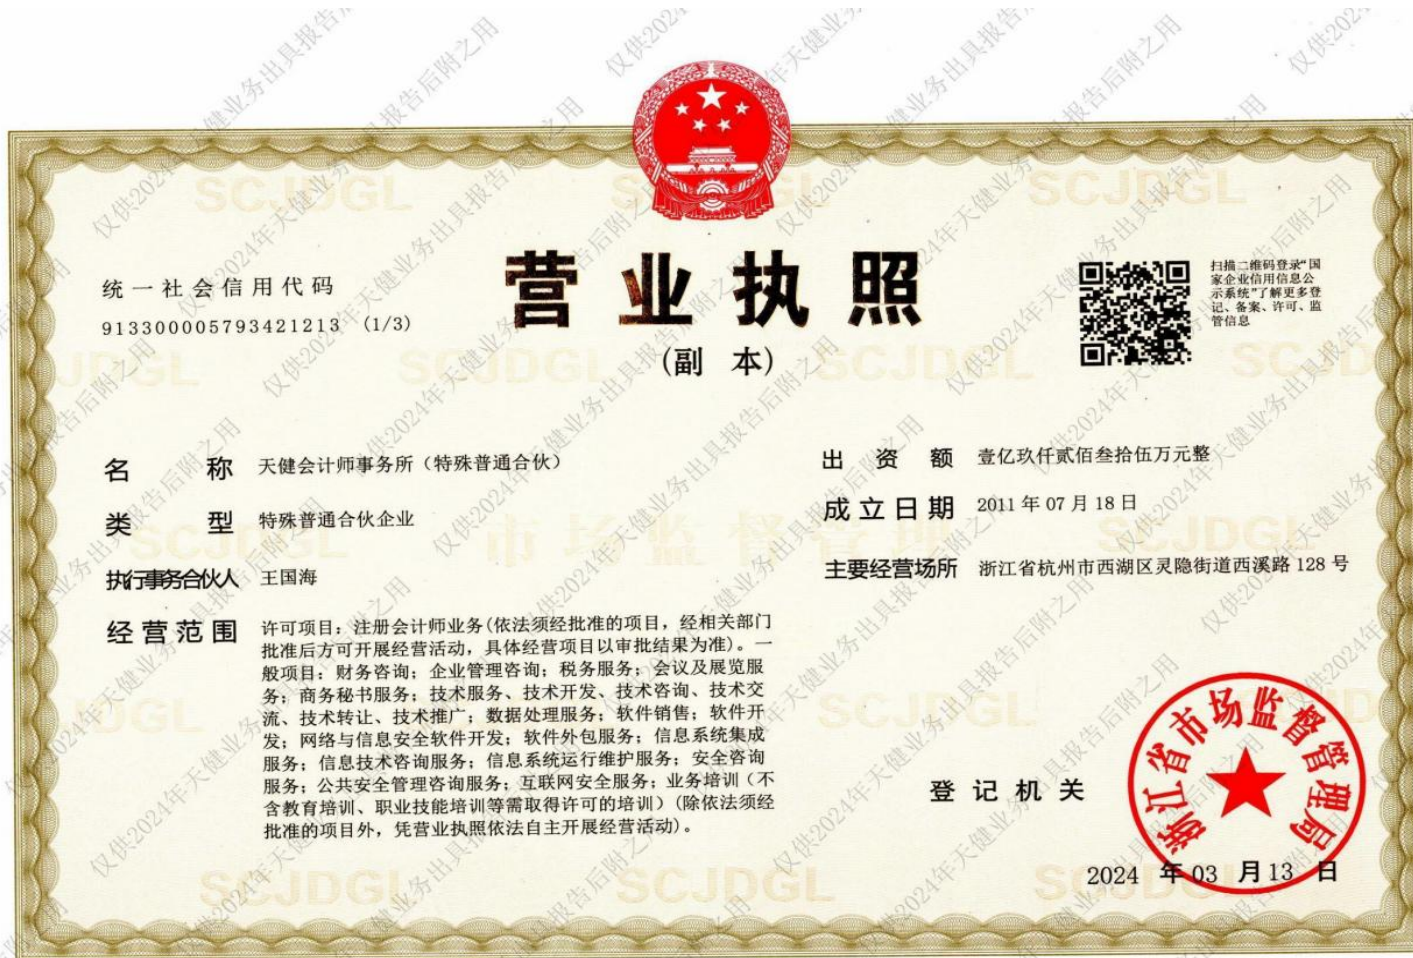 营业执照
(副 本)
统一社会信用代码
913300005793421213 (1/3)
扫描二维码登录“国
家企业信用信息公
示系统”了解更多登
记、备案、许可、监
管信息
名 称 天健会计师事务所（特殊普通合伙）
类 型 特殊普通合伙企业
执行事务合伙人 王国海
经营范围 许可项目：注册会计师业务(依法须经批准的项目，经相关部门
批准后方可开展经营活动，具体经营项目以审批结果为准)。一
般项目：财务咨询；企业管理咨询；税务服务；会议及展览服
务；商务秘书服务；技术服务、技术开发、技术咨询、技术交
流、技术转让、技术推广；数据处理服务；软件销售；软件开
发；网络与信息安全软件开发；软件外包服务；信息系统集成
服务；信息技术咨询服务；信息系统运行维护服务；安全咨询
服务；公共安全管理咨询服务；互联网安全服务；业务培训（不
含教育培训、职业技能培训等需取得许可的培训）(除依法须经
批准的项目外，凭营业执照依法自主开展经营活动)。
出 资 额 壹亿玖仟贰佰叁拾伍万元整
成立日期 2011 年 07 月 18 日
主要经营场所 浙江省杭州市西湖区灵隐街道西溪路 128 号
登记机关
浙江省市场监督管理局
2024 年 03 月 13 日
SCJDGL
市场监督管理
仅供2024年天健业务出具报告后附之用